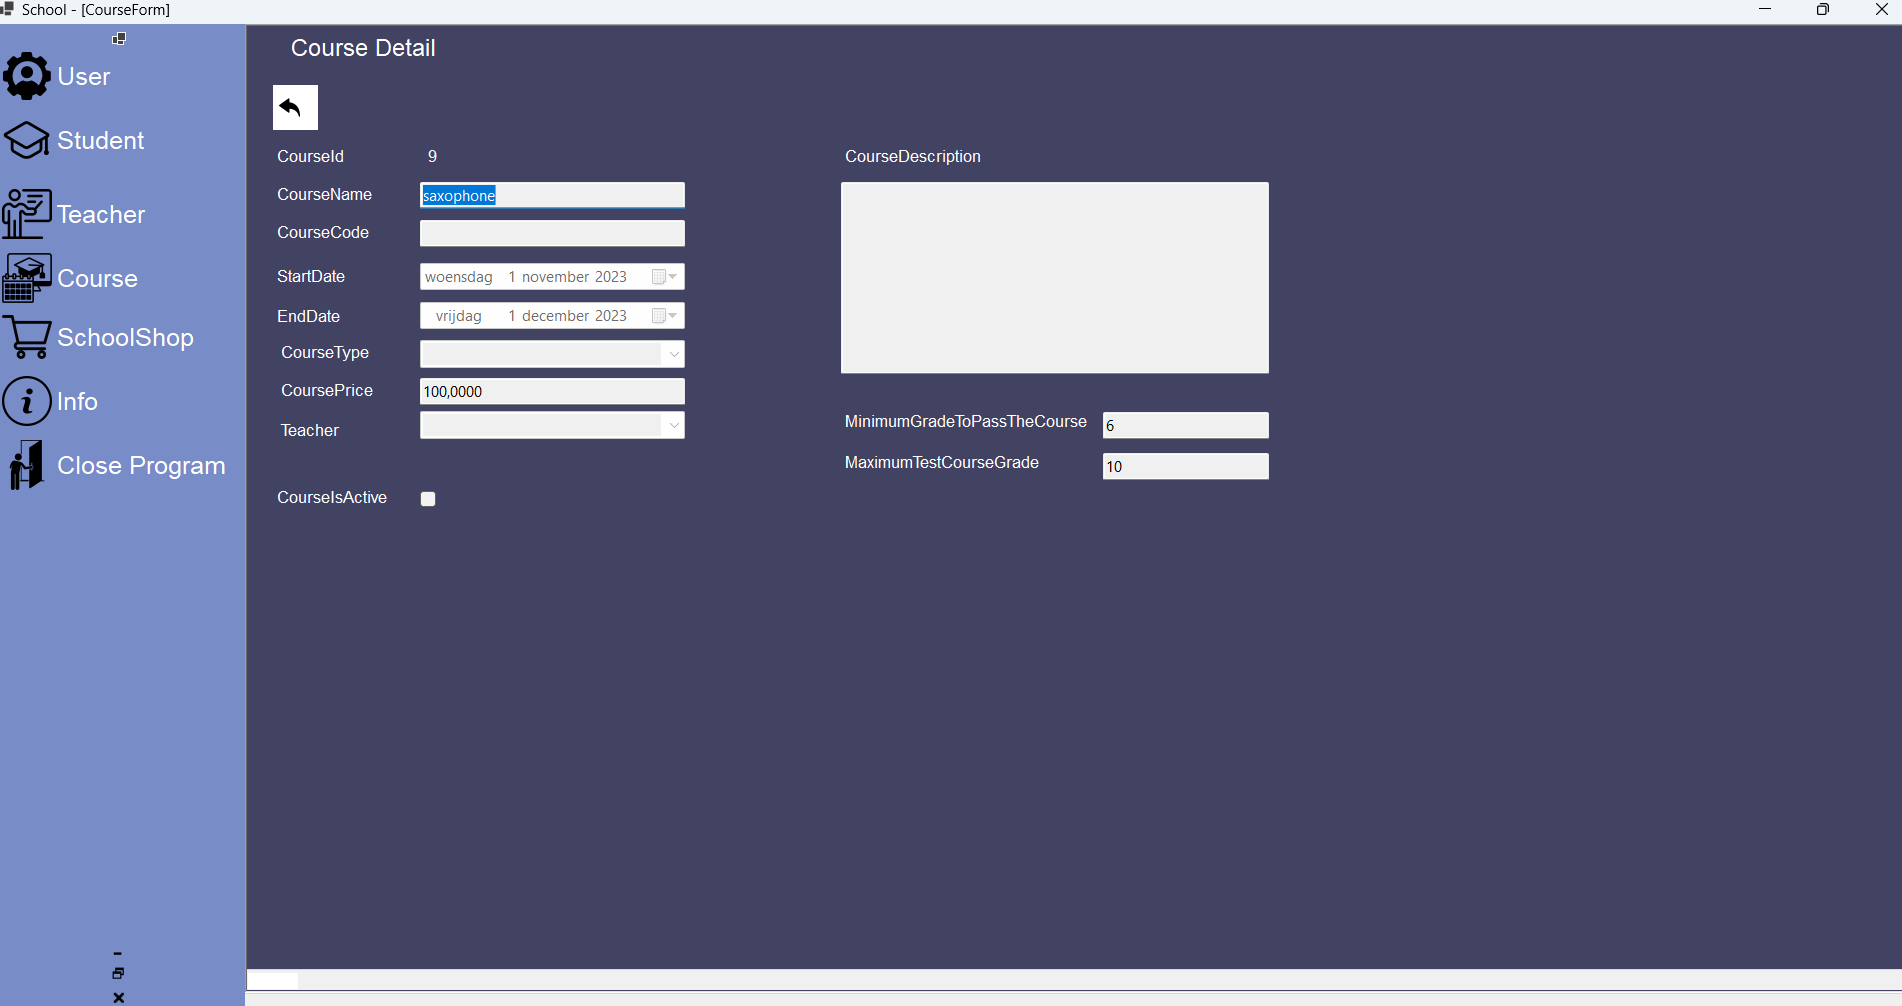 School - [CourseForm]
User
Student
Teacher
Course
SchoolShop
Info
Close Program
Course Detail
CourseId 9
CourseName saxophone
CourseCode
StartDate woensdag 1 november 2023
EndDate vrijdag 1 december 2023
CourseType
CoursePrice 100,0000
Teacher
CourseIsActive
CourseDescription
MinimumGradeToPassTheCourse 6
MaximumTestCourseGrade 10